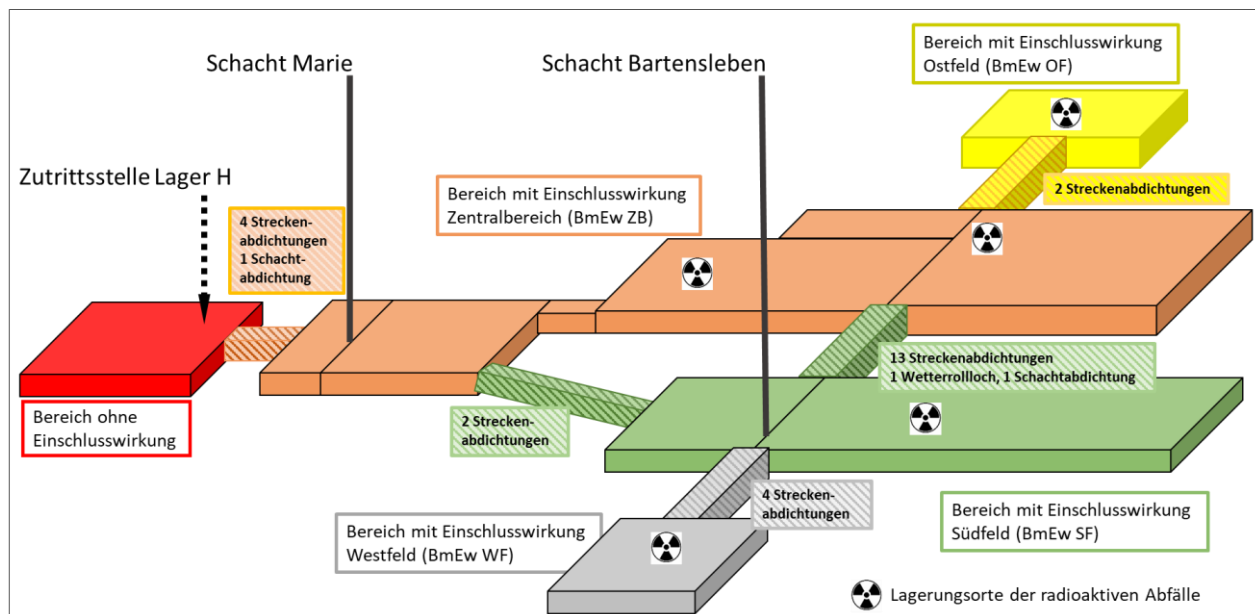 Schacht Marie
Schacht Bartensleben
Bereich mit Einschlusswirkung
Ostfeld (BmEw OF)
Zutrittsstelle Lager H
4 Strecken-
abdichtungen
1 Schacht-
abdichtung
Bereich mit Einschlusswirkung
Zentralbereich (BmEw ZB)
2 Streckenabdichtungen
13 Streckenabdichtungen
1 Wetterrollloch, 1 Schachtabdichtung
Bereich ohne
Einschlusswirkung
2 Strecken-
abdichtungen
4 Strecken-
abdichtungen
Bereich mit Einschlusswirkung
Westfeld (BmEw WF)
Bereich mit Einschlusswirkung
Südfeld (BmEw SF)
Lagerungsorte der radioaktiven Abfälle